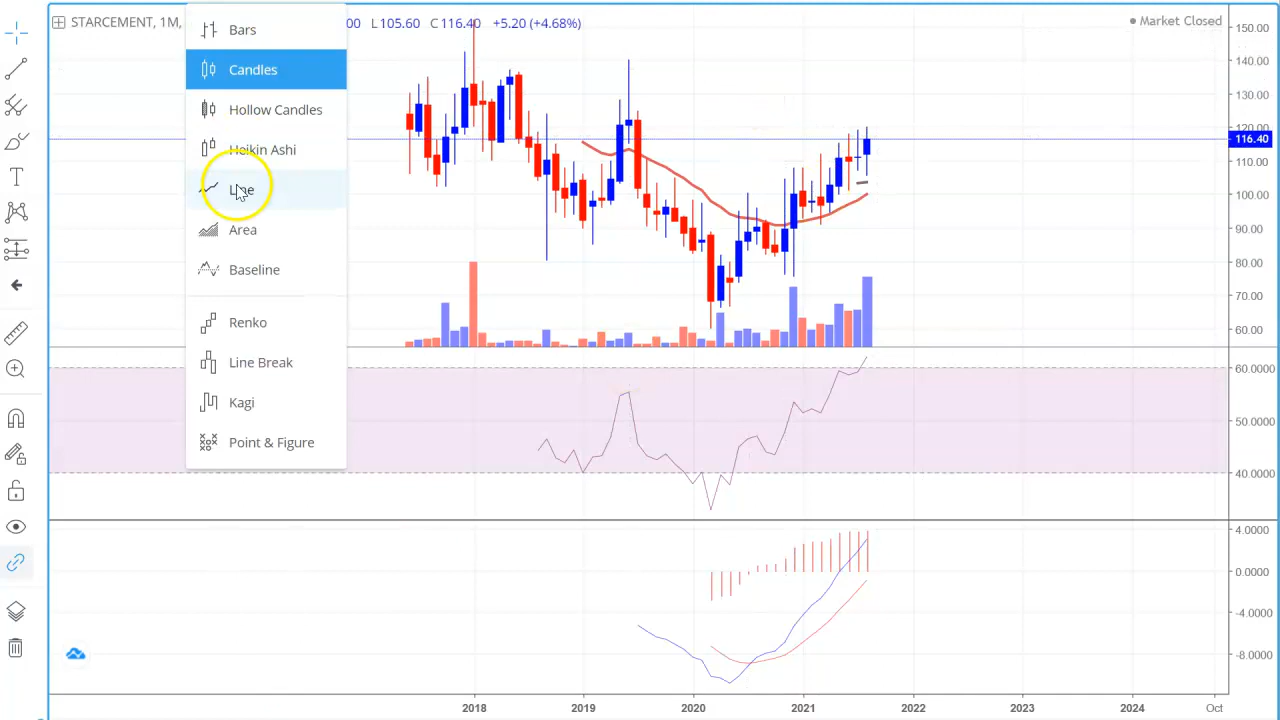 STARCEMENT, 1M,
00 L105.60 C116.40 +5.20 (+4.68%)
Market Closed
Bars
Candles
Hollow Candles
Heikin Ashi
Line
Area
Baseline
Renko
Line Break
Kagi
Point & Figure
150.00
140.00
130.00
120.00
116.40
110.00
100.00
90.00
80.00
70.00
60.00
60.0000
50.0000
40.0000
4.0000
0.0000
-4.0000
-8.0000
2018 2019 2020 2021 2022 2023 2024 Oct